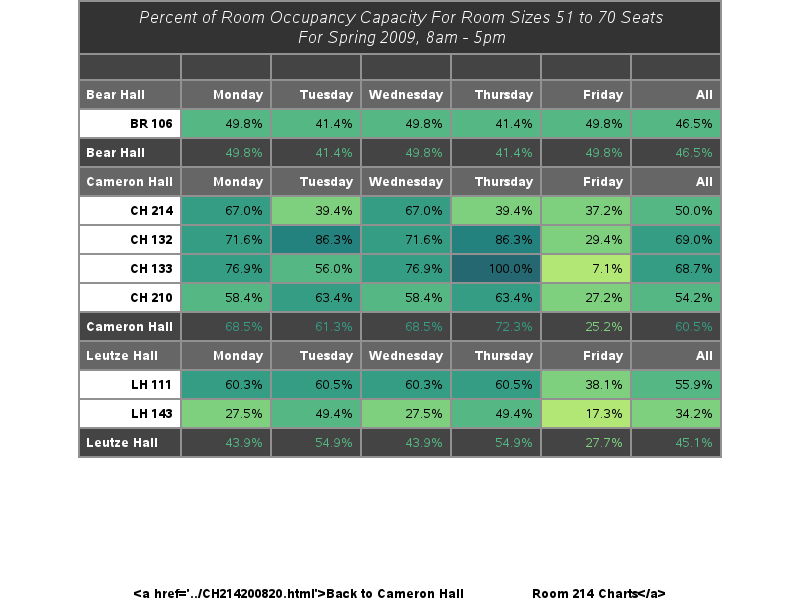 Percent of Room Occupancy Capacity For Room Sizes 51 to 70 Seats
For Spring 2009, 8am - 5pm
Bear Hall Monday Tuesday Wednesday Thursday Friday All
BR 106 49.8% 41.4% 49.8% 41.4% 49.8% 46.5%
Bear Hall 49.8% 41.4% 49.8% 41.4% 49.8% 46.5%
Cameron Hall Monday Tuesday Wednesday Thursday Friday All
CH 214 67.0% 39.4% 67.0% 39.4% 37.2% 50.0%
CH 132 71.6% 86.3% 71.6% 86.3% 29.4% 69.0%
CH 133 76.9% 56.0% 76.9% 100.0% 7.1% 68.7%
CH 210 58.4% 63.4% 58.4% 63.4% 27.2% 54.2%
Cameron Hall 68.5% 61.3% 68.5% 72.3% 25.2% 60.5%
Leutze Hall Monday Tuesday Wednesday Thursday Friday All
LH 111 60.3% 60.5% 60.3% 60.5% 38.1% 55.9%
LH 143 27.5% 49.4% 27.5% 49.4% 17.3% 34.2%
Leutze Hall 43.9% 54.9% 43.9% 54.9% 27.7% 45.1%
<a href='../CH214200820.html'>Back to Cameron Hall Room 214 Charts</a>